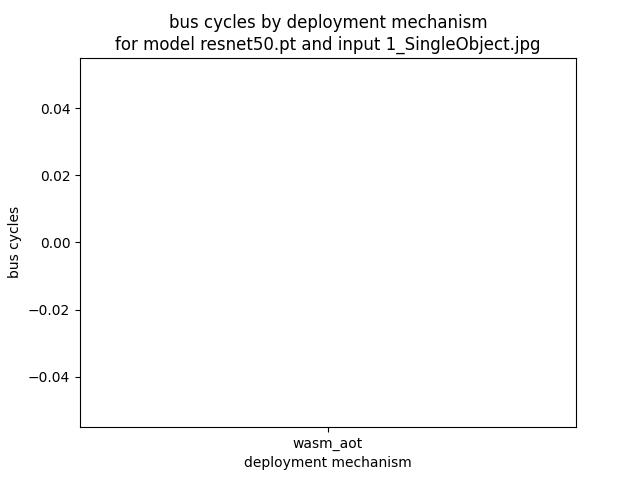 bus cycles by deployment mechanism
for model resnet50.pt and input 1_SingleObject.jpg
0.04
0.02
0.00
−0.02
−0.04
bus cycles
wasm_aot
deployment mechanism